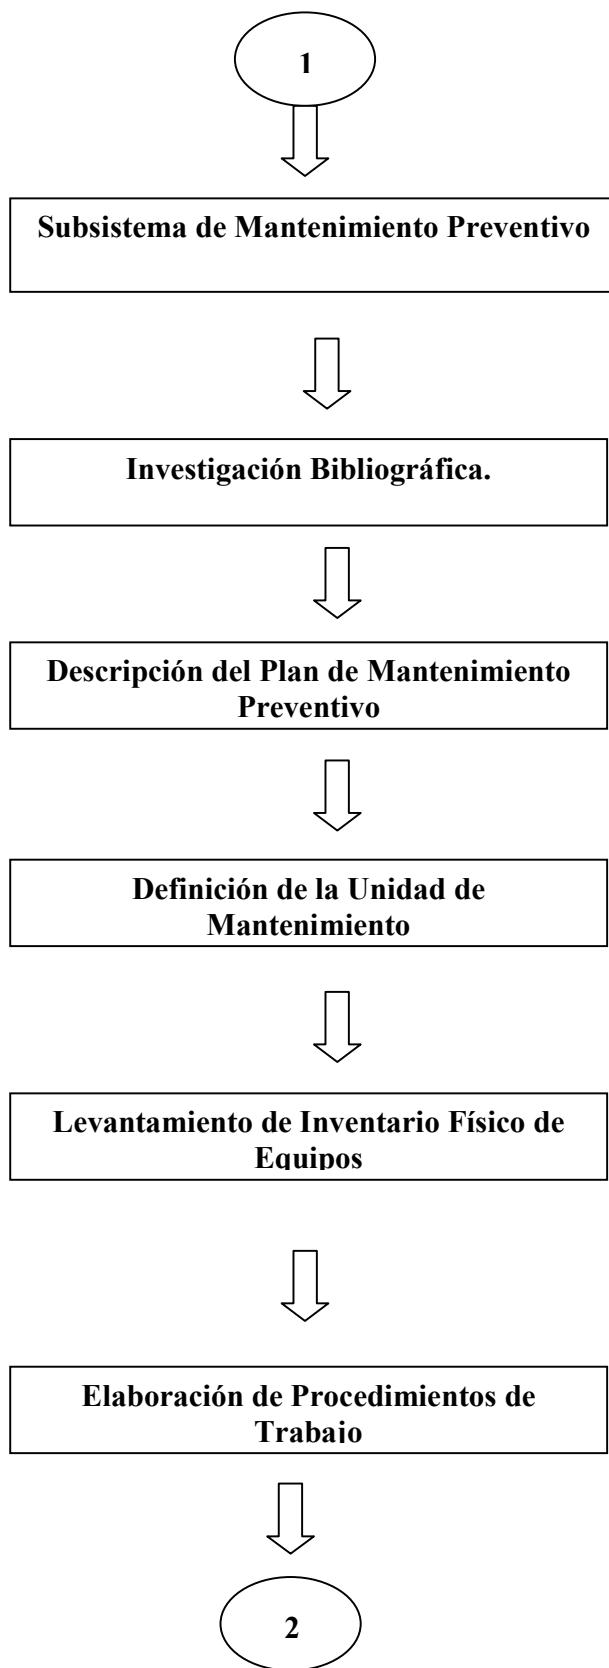 1
Subsistema de Mantenimiento Preventivo
Investigación Bibliográfica.
Descripción del Plan de Mantenimiento
Preventivo
Definición de la Unidad de
Mantenimiento
Levantamiento de Inventario Físico de
Equipos
Elaboración de Procedimientos de
Trabajo
2